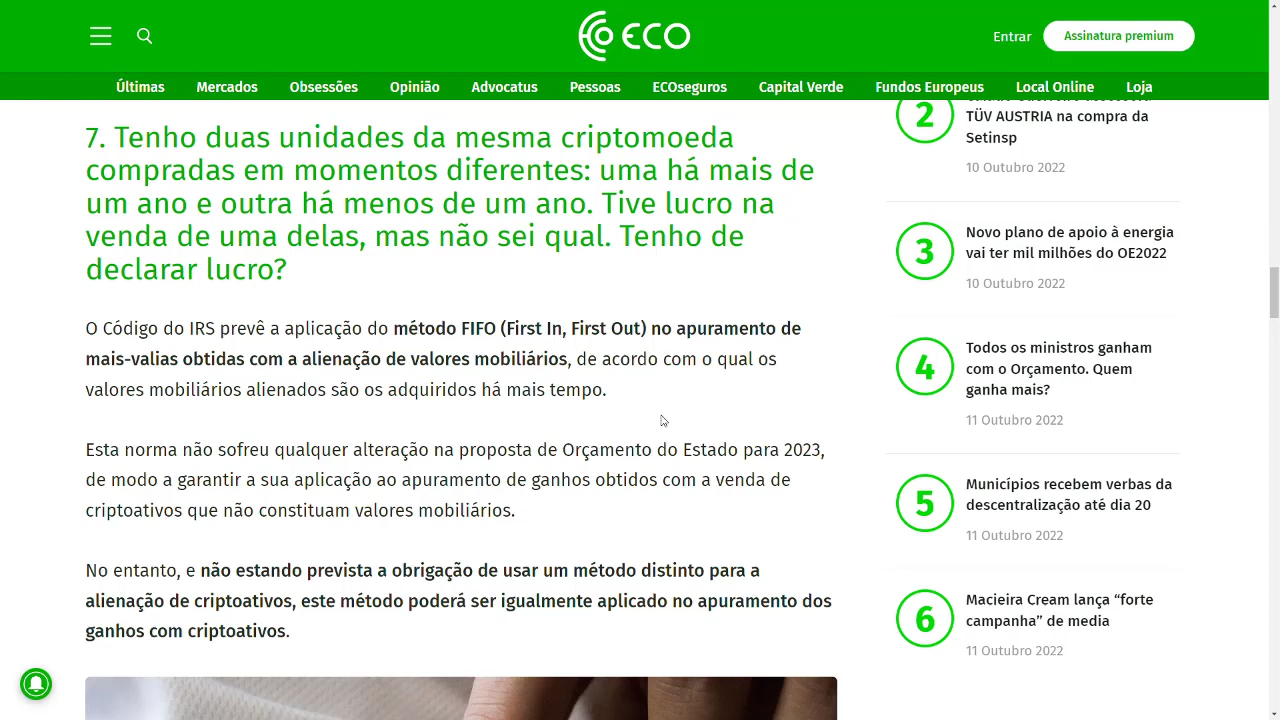 ECO
Entrar
Assinatura premium
Últimas
Mercados
Obsessões
Opinião
Advocatus
Pessoas
ECOseguros
Capital Verde
Fundos Europeus
Local Online
Loja
7. Tenho duas unidades da mesma criptomoeda
compradas em momentos diferentes: uma há mais de
um ano e outra há menos de um ano. Tive lucro na
venda de uma delas, mas não sei qual. Tenho de
declarar lucro?
O Código do IRS prevê a aplicação do método FIFO (First In, First Out) no apuramento de
mais-valias obtidas com a alienação de valores mobiliários, de acordo com o qual os
valores mobiliários alienados são os adquiridos há mais tempo.
Esta norma não sofreu qualquer alteração na proposta de Orçamento do Estado para 2023,
de modo a garantir a sua aplicação ao apuramento de ganhos obtidos com a venda de
criptoativos que não constituam valores mobiliários.
No entanto, e não estando prevista a obrigação de usar um método distinto para a
alienação de criptoativos, este método poderá ser igualmente aplicado no apuramento dos
ganhos com criptoativos.
2
TÜV AUSTRIA na compra da
Setinsp
10 Outubro 2022
3
Novo plano de apoio à energia
vai ter mil milhões do OE2022
10 Outubro 2022
4
Todos os ministros ganham
com o Orçamento. Quem
ganha mais?
11 Outubro 2022
5
Municípios recebem verbas da
descentralização até dia 20
11 Outubro 2022
6
Macieira Cream lança “forte
campanha” de media
11 Outubro 2022